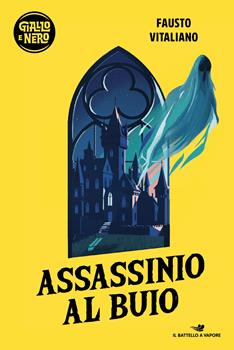 GIALLO
E NERO
FAUSTO
VITALIANO
ASSASSINIO
AL BUIO
IL BATTELLO A VAPORE